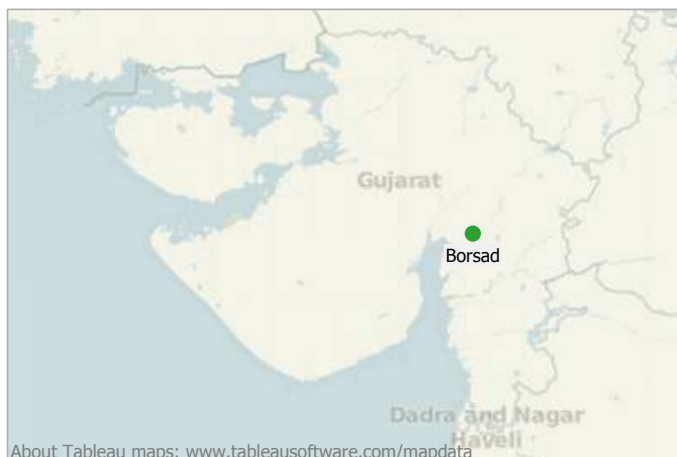 Gujarat
Borsad
Dadra and Nagar
Haveli
About Tableau maps: www.tableausoftware.com/mapdata